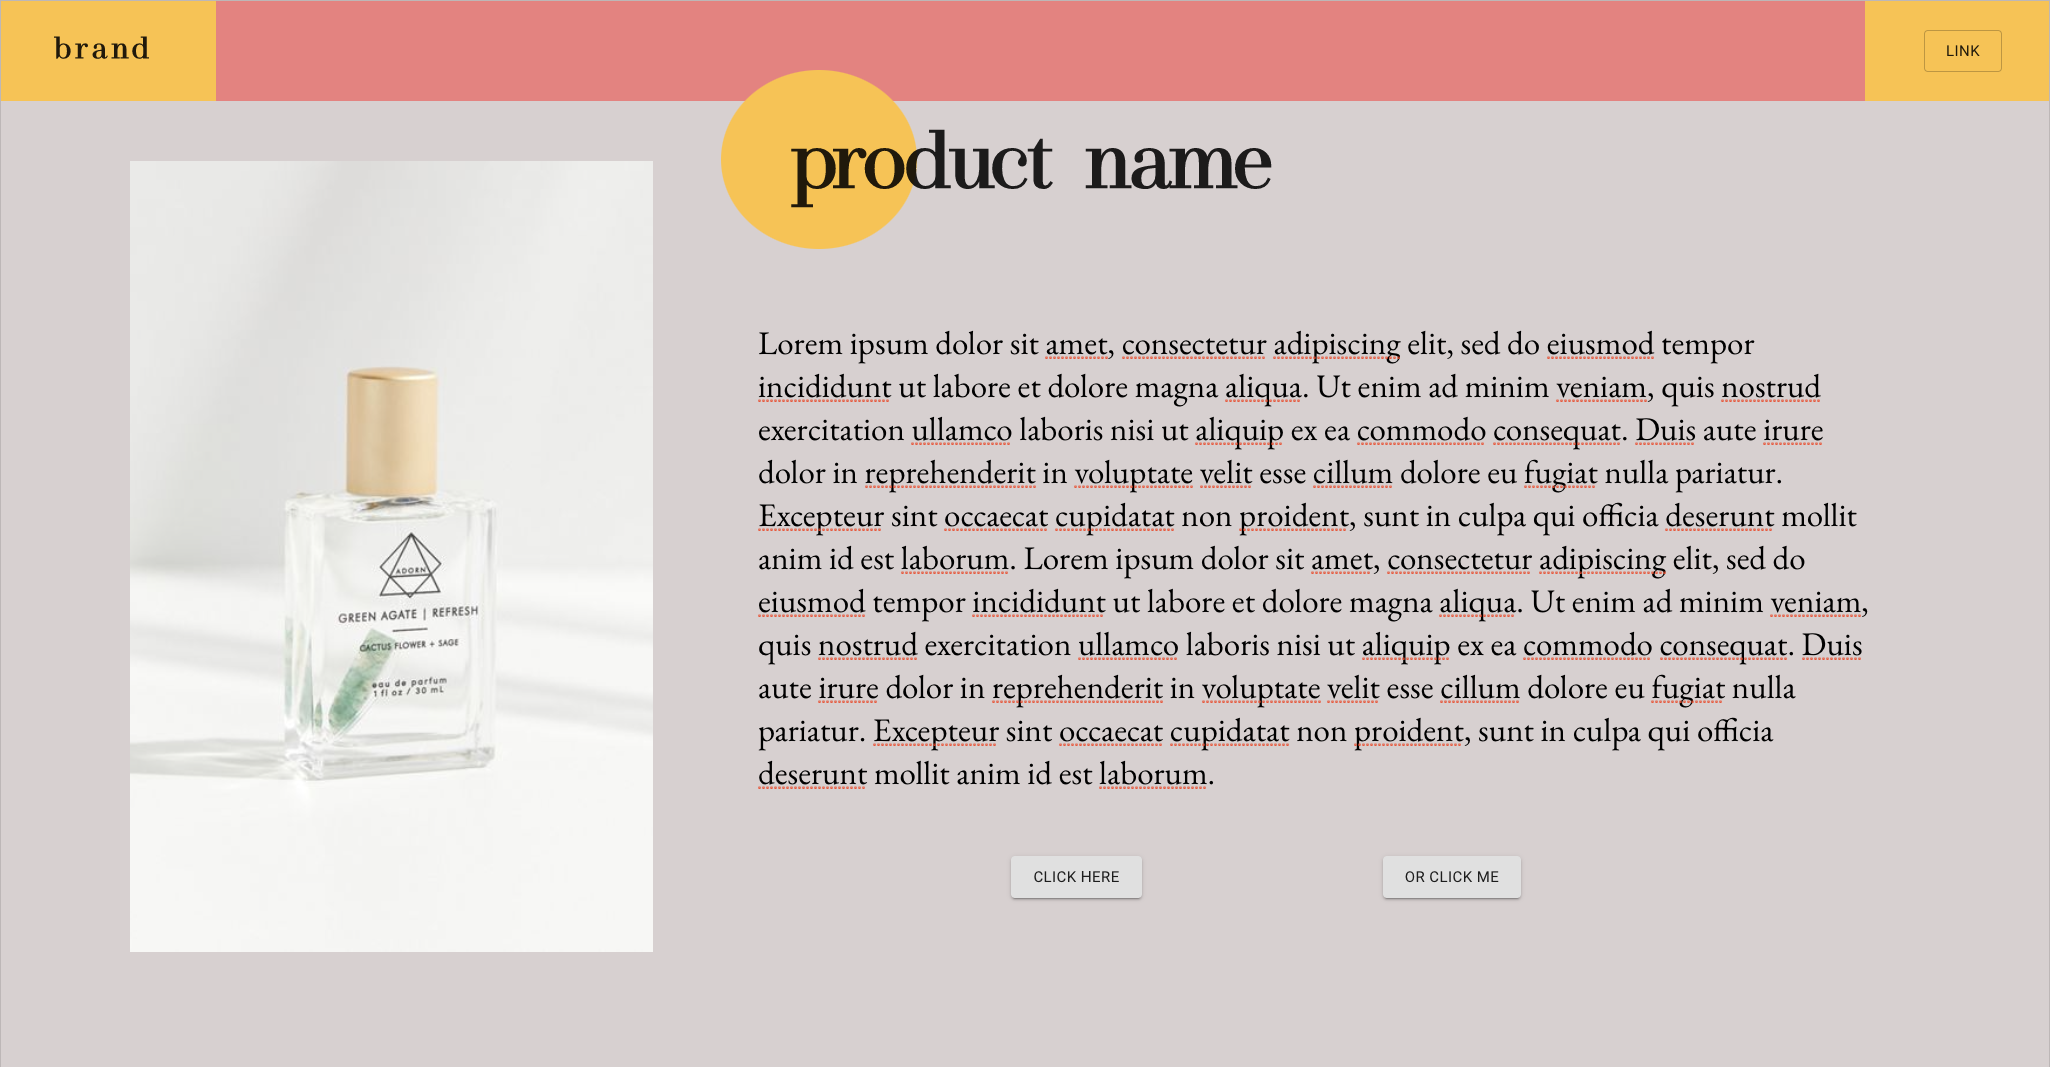 brand
LINK
product name
ADORN
GREEN AGATE | REFRESH
CACTUS FLOWER + SAGE
eau de parfum
1 fl oz / 30 mL
Lorem ipsum dolor sit amet, consectetur adipiscing elit, sed do eiusmod tempor
incididunt ut labore et dolore magna aliqua. Ut enim ad minim veniam, quis nostrud
exercitation ullamco laboris nisi ut aliquip ex ea commodo consequat. Duis aute irure
dolor in reprehenderit in voluptate velit esse cillum dolore eu fugiat nulla pariatur.
Excepteur sint occaecat cupidatat non proident, sunt in culpa qui officia deserunt mollit
anim id est laborum. Lorem ipsum dolor sit amet, consectetur adipiscing elit, sed do
eiusmod tempor incididunt ut labore et dolore magna aliqua. Ut enim ad minim veniam,
quis nostrud exercitation ullamco laboris nisi ut aliquip ex ea commodo consequat. Duis
aute irure dolor in reprehenderit in voluptate velit esse cillum dolore eu fugiat nulla
pariatur. Excepteur sint occaecat cupidatat non proident, sunt in culpa qui officia
deserunt mollit anim id est laborum.
CLICK HERE
OR CLICK ME